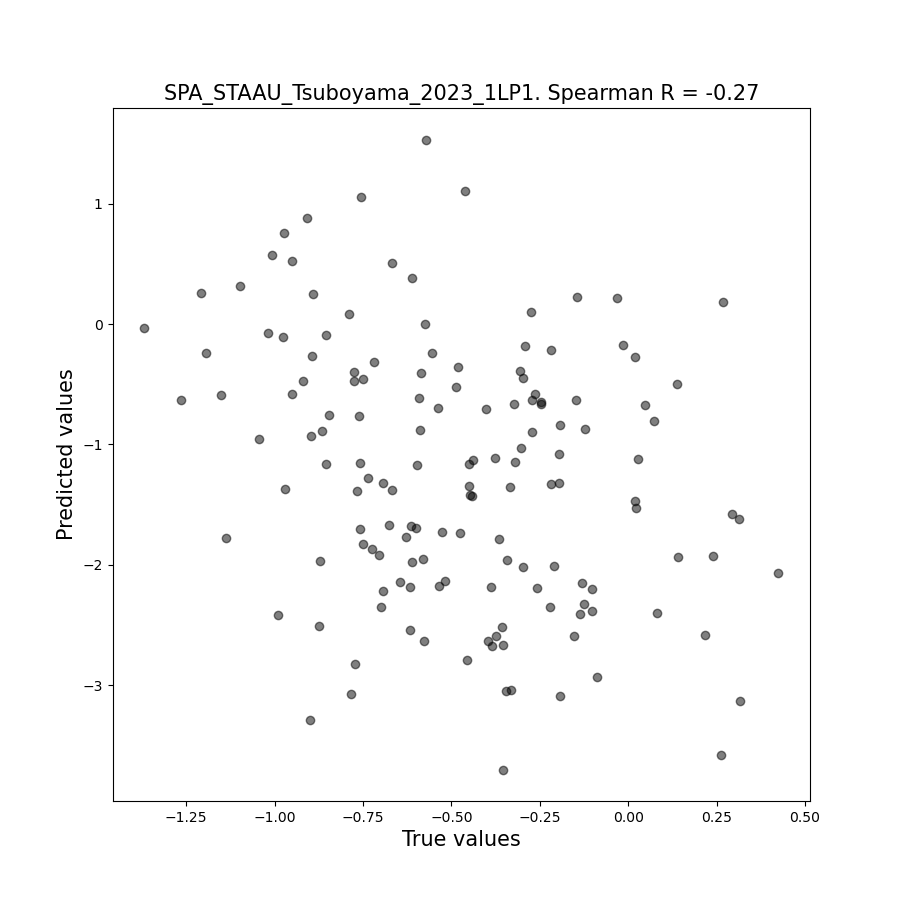 SPA_STAAU_Tsuboyama_2023_1LP1. Spearman R = -0.27
Predicted values
1
0
−1
−2
−3
−1.25 −1.00 −0.75 −0.50 −0.25 0.00 0.25 0.50
True values